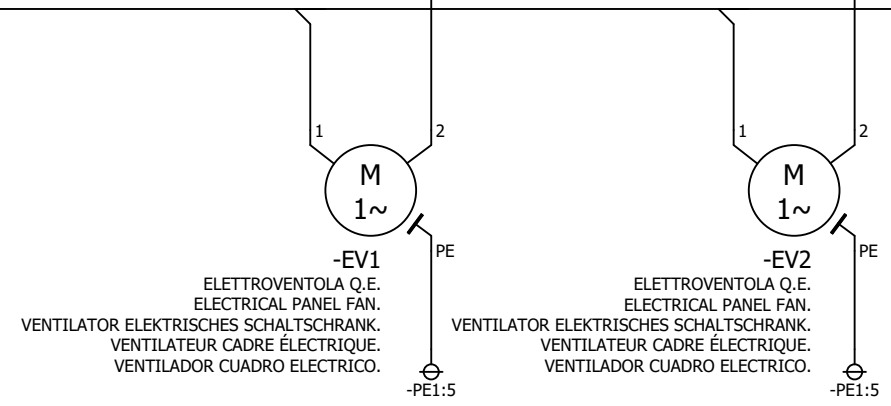 1 2
M
1~
PE
-EV1
ELETTROVENTOLA Q.E.
ELECTRICAL PANEL FAN.
VENTILATOR ELEKTRISCHES SCHALTSCHRANK.
VENTILATEUR CADRE ÉLECTRIQUE.
VENTILADOR CUADRO ELECTRICO.
-PE1:5
1 2
M
1~
PE
-EV2
ELETTROVENTOLA Q.E.
ELECTRICAL PANEL FAN.
VENTILATOR ELEKTRISCHES SCHALTSCHRANK.
VENTILATEUR CADRE ÉLECTRIQUE.
VENTILADOR CUADRO ELECTRICO.
-PE1:5